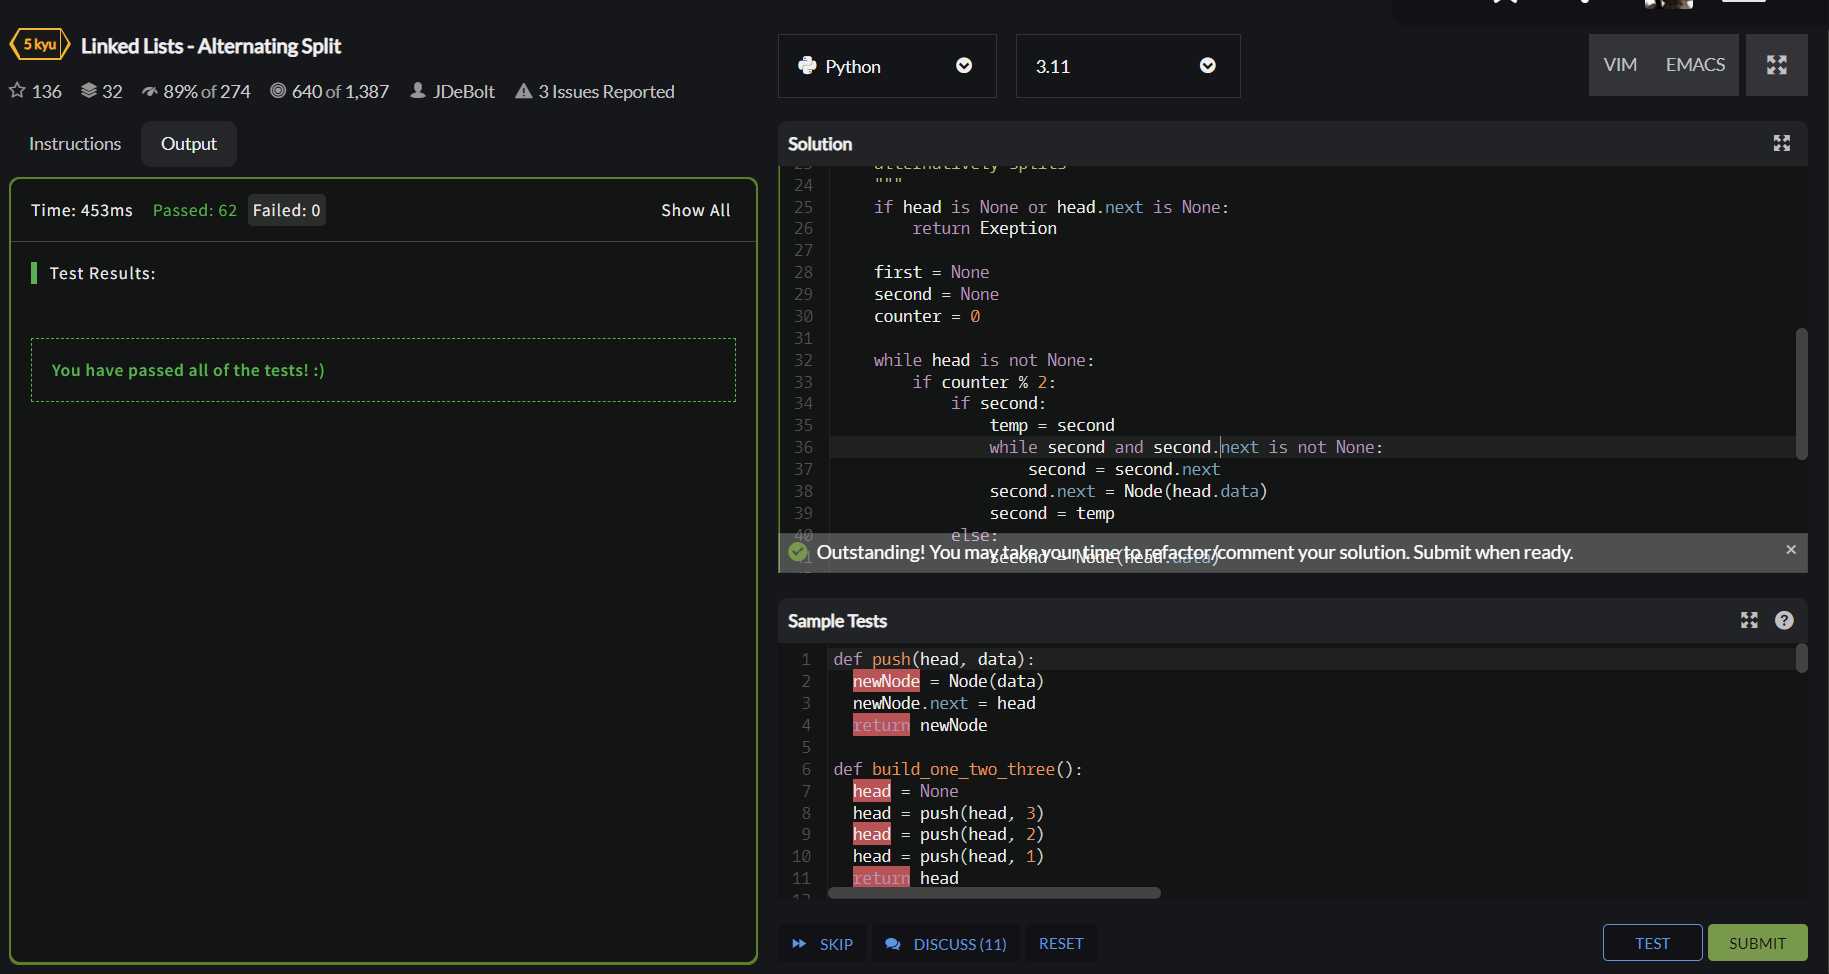 5 kyu Linked Lists - Alternating Split
136 32 89% of 274 640 of 1,387 JDeBolt 3 Issues Reported
Instructions Output
Time: 453ms Passed: 62 Failed: 0 Show All
Test Results:
You have passed all of the tests! :)
Python 3.11 VIM EMACS
Solution
24 """
25 if head is None or head.next is None:
26 return Exeption
27
28 first = None
29 second = None
30 counter = 0
31
32 while head is not None:
33 if counter % 2:
34 if second:
35 temp = second
36 while second and second.next is not None:
37 second = second.next
38 second.next = Node(head.data)
39 second = temp
40 else:
41 second = Node(head.data)
Outstanding! You may take your time to refactor/comment your solution. Submit when ready.
Sample Tests
1 def push(head, data):
2 newNode = Node(data)
3 newNode.next = head
4 return newNode
5
6 def build_one_two_three():
7 head = None
8 head = push(head, 3)
9 head = push(head, 2)
10 head = push(head, 1)
11 return head
SKIP DISCUSS (11) RESET TEST SUBMIT